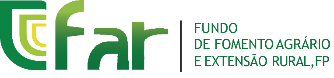 far
FUNDO
DE FOMENTO AGRÁRIO
E EXTENSÃO RURAL,FP